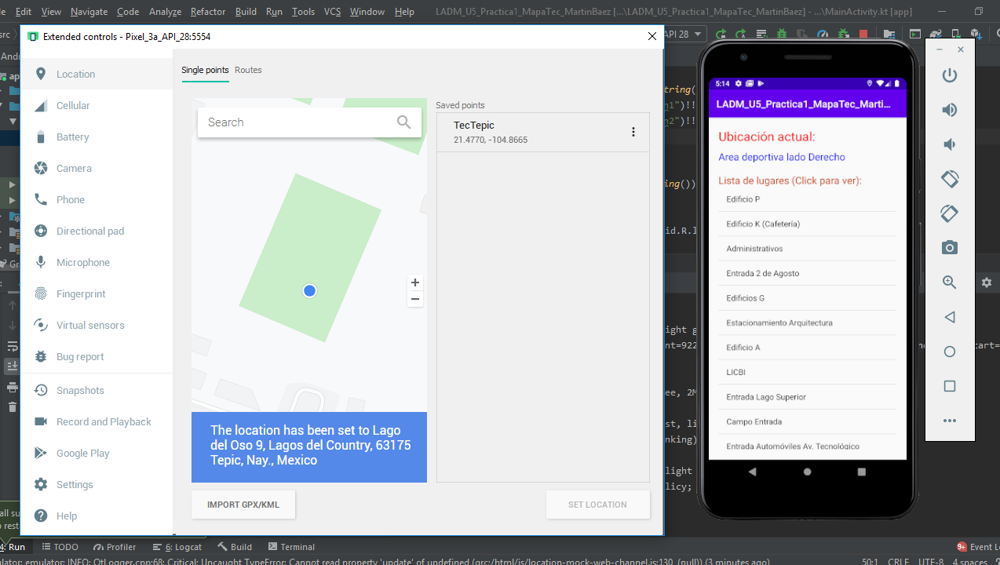 le Edit View Navigate Code Analyze Refactor Build Run Tools VCS Window Help LADM_U5_Practica1_MapaTec_MartinBaez [...\LADM_U5_Practica1_MapaTec_MartinBaez] - ...\MainActivity.kt [app]
src
Extended controls - Pixel_3a_API_28:5554
API 28
Andr
app
Location
Cellular
Battery
Camera
Phone
Directional pad
Microphone
Fingerprint
Virtual sensors
Bug report
Snapshots
Record and Playback
Google Play
Settings
Help
Single points Routes
Search
Saved points
TecTepic
21.4770, -104.8665
The location has been set to Lago
del Oso 9, Lagos del Country, 63175
Tepic, Nay., Mexico
IMPORT GPX/KML
SET LOCATION
tring(
1")!!
2")!!
ing())
id.R.l
ight g
nt=922
ee, 2M
st, li
nking)
light
licy;
5:14
LADM_U5_Practica1_MapaTec_Marti...
Ubicación actual:
Area deportiva lado Derecho
Lista de lugares (Click para ver):
Edificio P
Edificio K (Cafetería)
Administrativos
Entrada 2 de Agosto
Edificios G
Estacionamiento Arquitectura
Edificio A
LICBI
Entrada Lago Superior
Campo Entrada
Entrada Automóviles Av. Tecnológico
tart=
Gra
all su
o rest
4: Run TODO Profiler 6: Logcat Build Terminal 9+ Event Lo
ulator: emulator: INFO: QtLogger.cpp:68: Critical: Uncaught TypeError: Cannot read property 'update' of undefined (qrc:/html/js/location-mock-web-channel.js:130, (null)) (3 minutes ago) 50:1 CRLF UTF-8 4 spaces